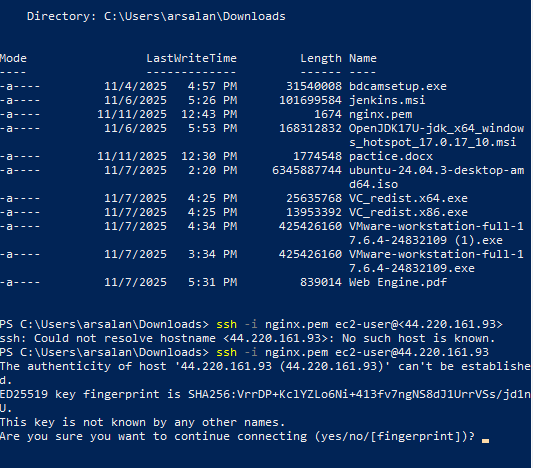 Directory: C:\Users\arsalan\Downloads
Mode LastWriteTime Length Name
---- ------------- ------ ----
-a---- 11/4/2025 4:57 PM 31540008 bdcamsetup.exe
-a---- 11/6/2025 5:26 PM 101699584 jenkins.msi
-a---- 11/11/2025 12:43 PM 1674 nginx.pem
-a---- 11/6/2025 5:53 PM 168312832 OpenJDK17U-jdk_x64_window
s_hotspot_17.0.17_10.msi
-a---- 11/11/2025 12:30 PM 1774548 pactice.docx
-a---- 11/7/2025 2:20 PM 6345887744 ubuntu-24.04.3-desktop-am
d64.iso
-a---- 11/7/2025 4:25 PM 25635768 VC_redist.x64.exe
-a---- 11/7/2025 4:25 PM 13953392 VC_redist.x86.exe
-a---- 11/7/2025 4:34 PM 425426160 VMware-workstation-full-1
7.6.4-24832109 (1).exe
-a---- 11/7/2025 3:34 PM 425426160 VMware-workstation-full-1
7.6.4-24832109.exe
-a---- 11/7/2025 5:31 PM 839014 Web Engine.pdf
PS C:\Users\arsalan\Downloads> ssh -i nginx.pem ec2-user@<44.220.161.93>
ssh: Could not resolve hostname <44.220.161.93>: No such host is known.
PS C:\Users\arsalan\Downloads> ssh -i nginx.pem ec2-user@44.220.161.93
The authenticity of host '44.220.161.93 (44.220.161.93)' can't be establishe
d.
ED25519 key fingerprint is SHA256:VrrDP+KclYZLo6Ni+413fv7ngNS8dJ1UrrVSs/jd1n
U.
This key is not known by any other names.
Are you sure you want to continue connecting (yes/no/[fingerprint])?